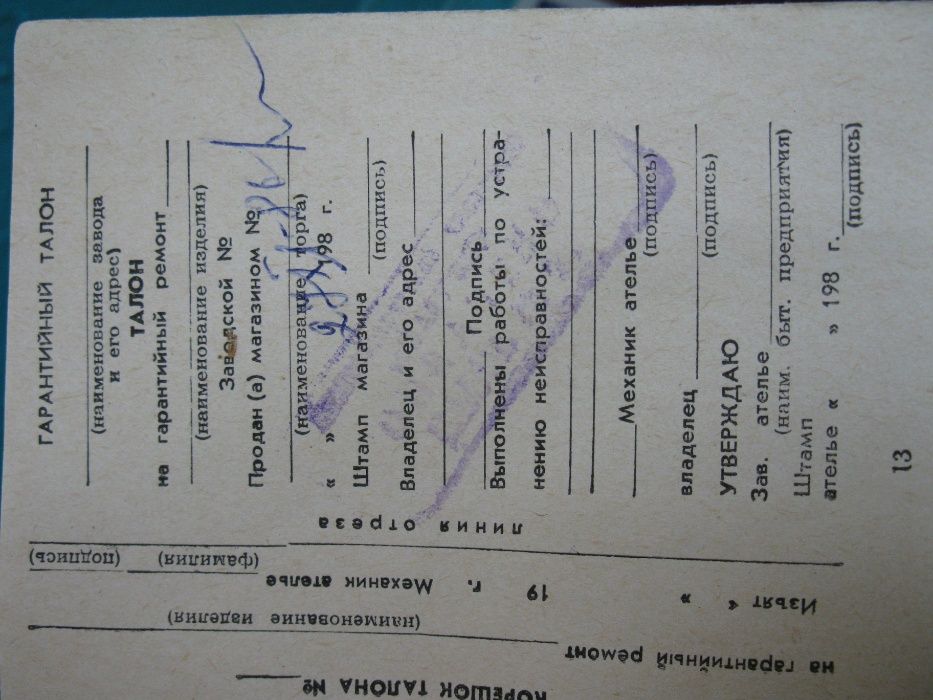 ГАРАНТИЙНЫЙ ТАЛОН
(наименование завода
и его адрес)
ТАЛОН
на гарантийный ремонт
(наименование изделия)
Заводской №
Продан (а) магазином №
(наименование торга)
« » 198 г.
Штамп магазина
(подпись)
Владелец и его адрес
Подпись
Выполнены работы по устра-
нению неисправностей:
Механик ателье
(подпись)
владелец
(подпись)
УТВЕРЖДАЮ
Зав. ателье
(наим. быт. предприятия)
Штамп
ателье « » 198 г.
(подпись)
13
линия отреза
КОРЕШОК ТАЛОНА №
на гарантийный ремонт
(наименование изделия)
Изъят « » 19 г. Механик ателье
(фамилия) (подпись)